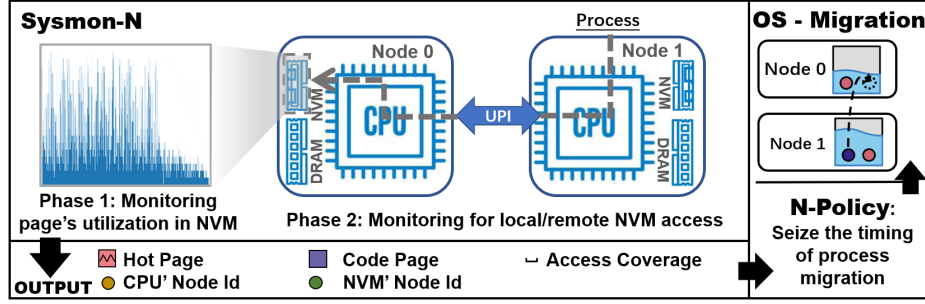 Sysmon-N
Process
OS - Migration
Node 0
Node 1
NVM
DRAM
CPU
UPI
CPU
NVM
DRAM
Node 0
Node 1
Phase 1: Monitoring
page's utilization in NVM
Phase 2: Monitoring for local/remote NVM access
N-Policy:
Seize the timing
of process
migration
OUTPUT
Hot Page
Code Page
Access Coverage
CPU' Node Id
NVM' Node Id